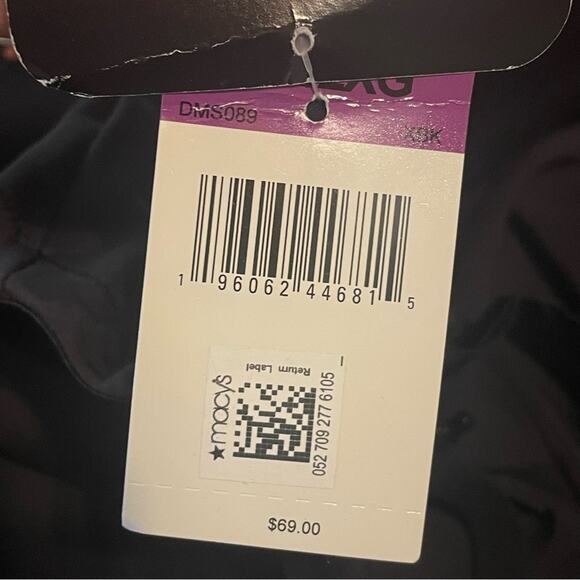 DMS089
XBK
1 96062 44681 5
Return Label
★macy's
052 709 277 6105
$69.00